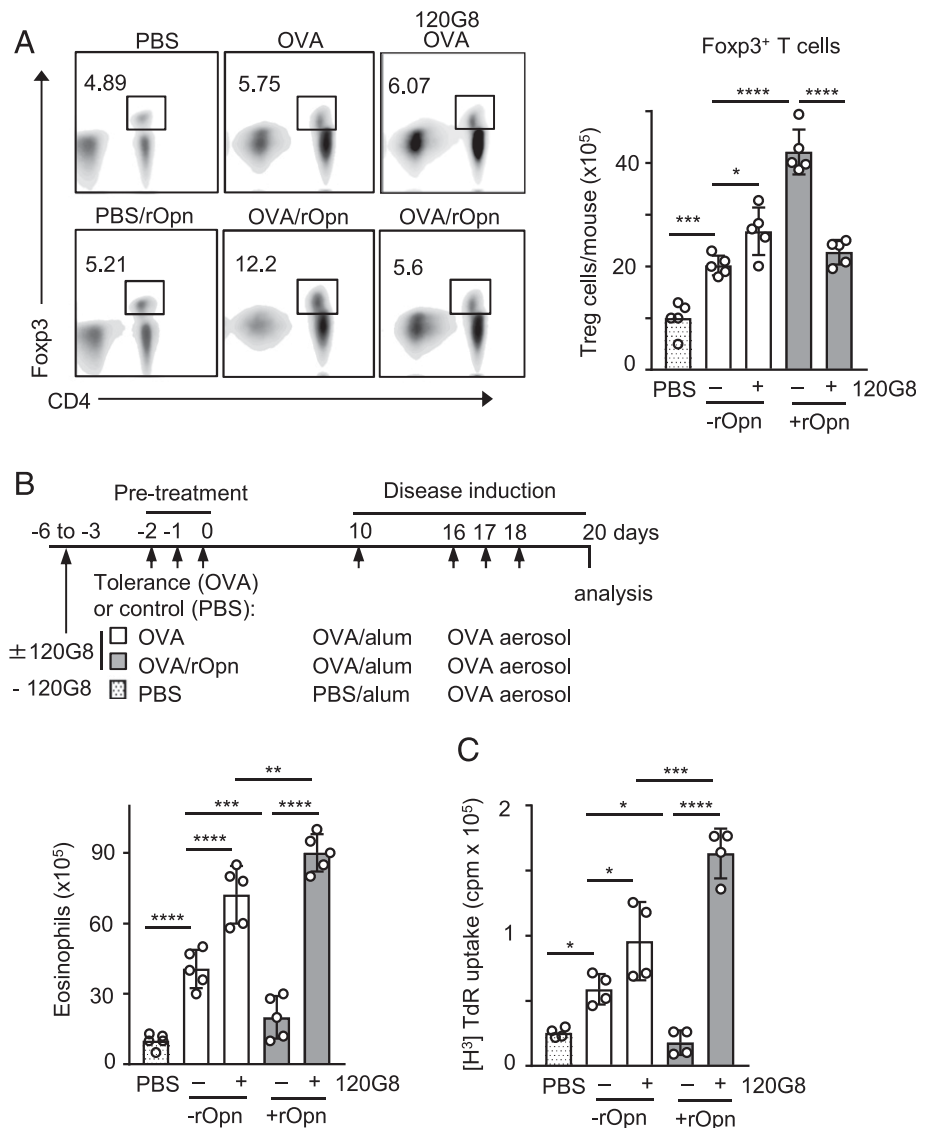 A
PBS
OVA
120G8
OVA
4.89
5.75
6.07
PBS/rOpn
OVA/rOpn
OVA/rOpn
5.21
12.2
5.6
Foxp3
CD4
Foxp3⁺ T cells
**** ****
*
***
Treg cells/mouse (x10⁵)
40
20
0
PBS – + – + 120G8
-rOpn +rOpn
B
Pre-treatment
Disease induction
-6 to -3 -2 -1 0 10 16 17 18 20 days
analysis
Tolerance (OVA)
or control (PBS):
±120G8
- 120G8
OVA OVA/alum OVA aerosol
OVA/rOpn OVA/alum OVA aerosol
PBS PBS/alum OVA aerosol
**
*** ****
****
****
Eosinophils (x10⁵)
90
60
30
0
PBS – + – + 120G8
-rOpn +rOpn
C
***
* ****
*
*
[H³] TdR uptake (cpm x 10⁵)
2
1
0
PBS – + – + 120G8
-rOpn +rOpn